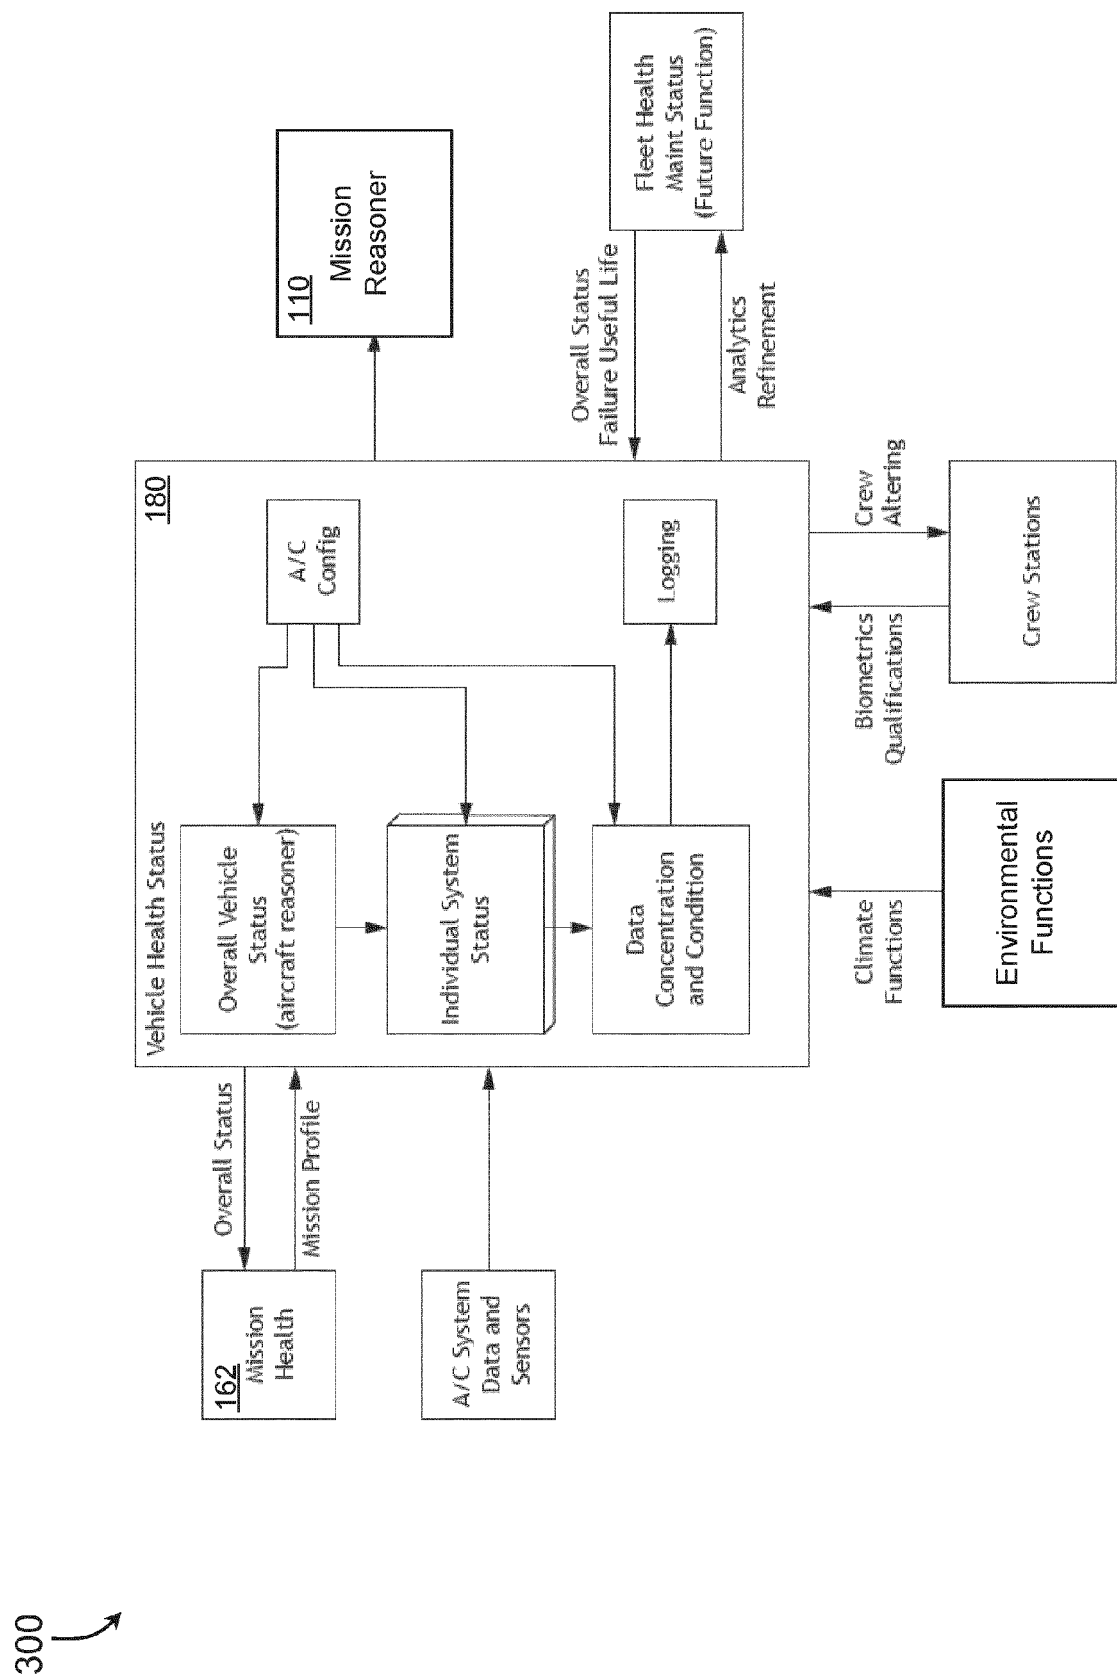 300
162
Mission
Health
Overall Status
Mission Profile
A/C System
Data and
Sensors
Vehicle Health Status
180
Overall Vehicle
Status
(aircraft reasoner)
A/C
Config
Individual System
Status
Data
Concentration
and Condition
Logging
110
Mission
Reasoner
Overall Status
Failure Useful Life
Analytics
Refinement
Fleet Health
Maint Status
(Future Function)
Climate
Functions
Environmental
Functions
Biometrics
Qualifications
Crew
Altering
Crew Stations